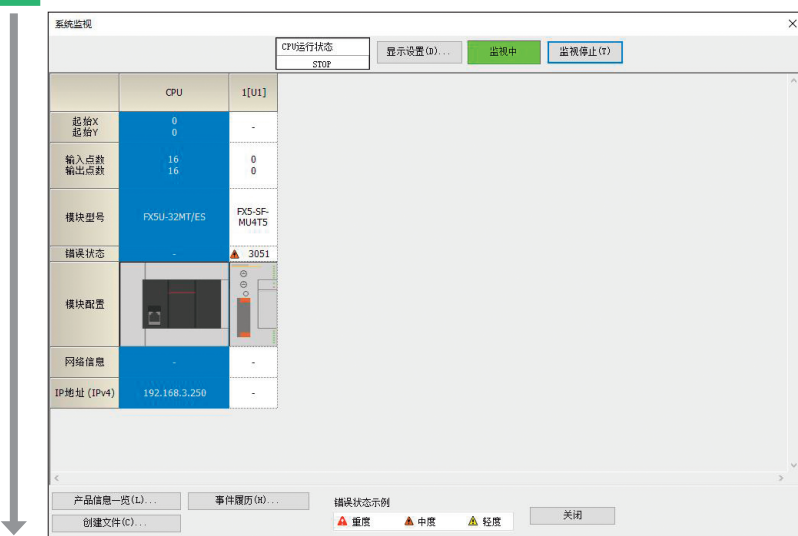 系统监视
CPU运行状态
STOP
显示设置(D)...
监视中
监视停止(T)
CPU
1[U1]
起始X
起始Y
0
0
-
输入点数
输出点数
16
16
0
0
模块型号
FX5U-32MT/ES
FX5-SF-
MU4T5
错误状态
-
3051
模块配置
网络信息
-
-
IP地址(IPv4)
192.168.3.250
-
产品信息一览(L)...
事件履历(H)...
创建文件(C)...
错误状态示例
重度
中度
轻度
关闭